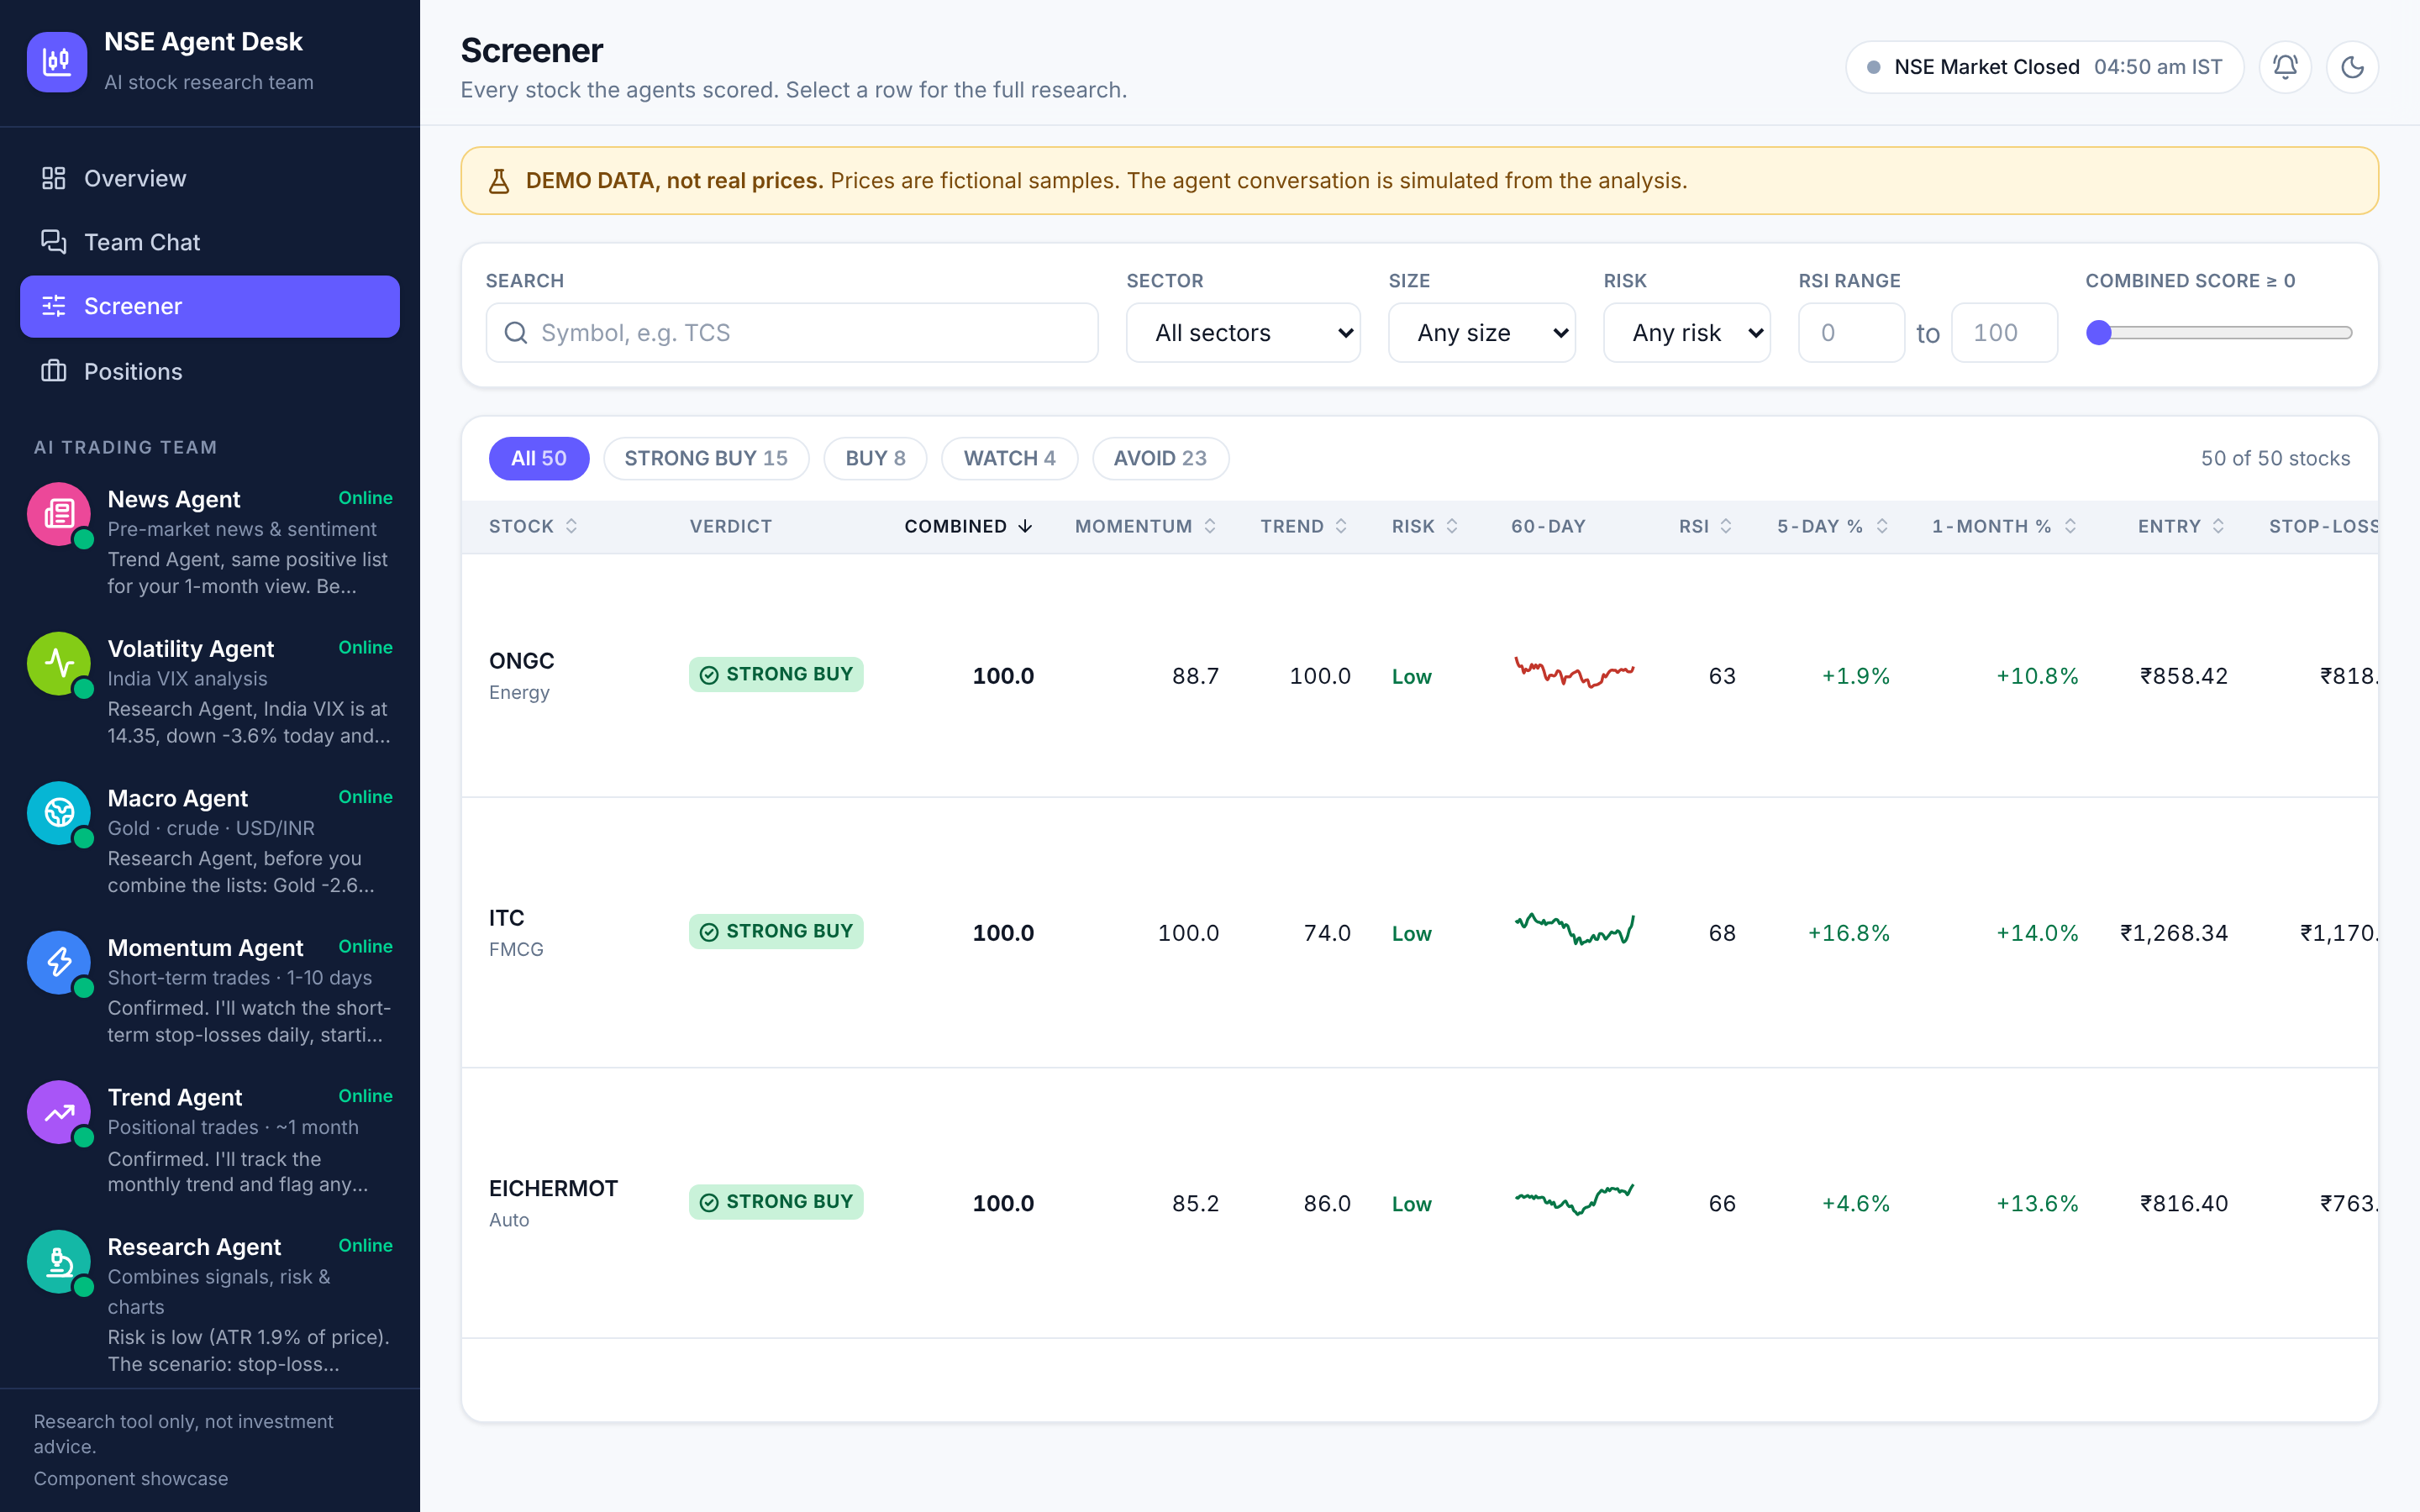 NSE Agent Desk
AI stock research team
Overview
Team Chat
Screener
Positions
AI TRADING TEAM
News Agent Online
Pre-market news & sentiment
Trend Agent, same positive list
for your 1-month view. Be...
Volatility Agent Online
India VIX analysis
Research Agent, India VIX is at
14.35, down -3.6% today and...
Macro Agent Online
Gold · crude · USD/INR
Research Agent, before you
combine the lists: Gold -2.6...
Momentum Agent Online
Short-term trades · 1-10 days
Confirmed. I'll watch the short-
term stop-losses daily, starti...
Trend Agent Online
Positional trades · ~1 month
Confirmed. I'll track the
monthly trend and flag any...
Research Agent Online
Combines signals, risk &
charts
Risk is low (ATR 1.9% of price).
The scenario: stop-loss...
Research tool only, not investment
advice.
Component showcase
Screener
Every stock the agents scored. Select a row for the full research.
NSE Market Closed 04:50 am IST
DEMO DATA, not real prices. Prices are fictional samples. The agent conversation is simulated from the analysis.
SEARCH SECTOR SIZE RISK RSI RANGE COMBINED SCORE ≥ 0
Symbol, e.g. TCS All sectors Any size Any risk 0 to 100
All 50 STRONG BUY 15 BUY 8 WATCH 4 AVOID 23 50 of 50 stocks
STOCK VERDICT COMBINED MOMENTUM TREND RISK 60-DAY RSI 5-DAY % 1-MONTH % ENTRY STOP-LOSS
ONGC
Energy
STRONG BUY 100.0 88.7 100.0 Low 63 +1.9% +10.8% ₹858.42 ₹818.
ITC
FMCG
STRONG BUY 100.0 100.0 74.0 Low 68 +16.8% +14.0% ₹1,268.34 ₹1,170.
EICHERMOT
Auto
STRONG BUY 100.0 85.2 86.0 Low 66 +4.6% +13.6% ₹816.40 ₹763.